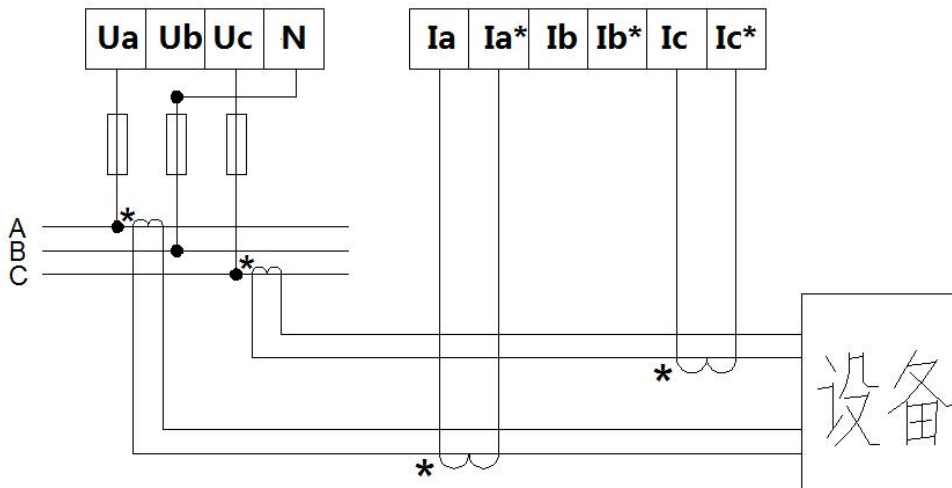 Ua Ub Uc N Ia Ia* Ib Ib* Ic Ic*
A *
B
C *
*
*
设备